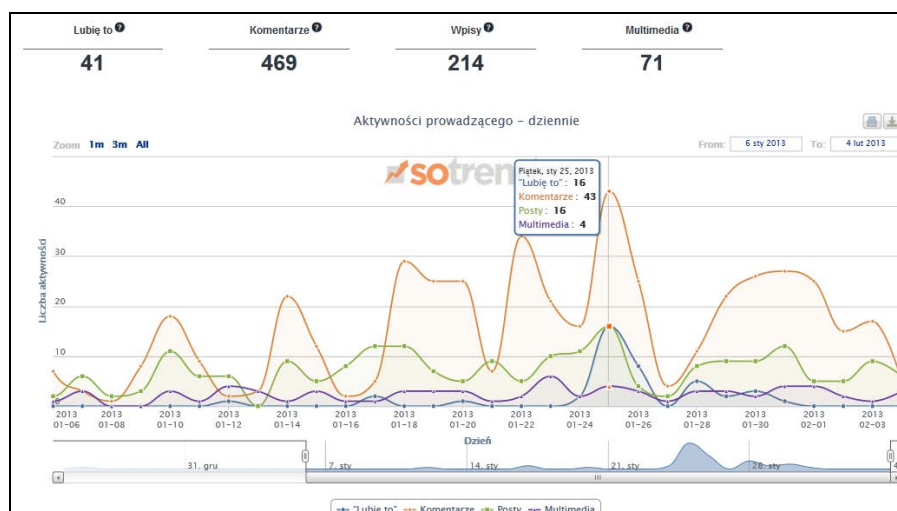 Lubię to ? Komentarze ? Wpisy ? Multimedia ?
41 469 214 71
Aktywności prowadzącego - dziennie
Zoom 1m 3m All From: 6 sty 2013 To: 4 lut 2013
sotren
Piątek, sty 25, 2013
"Lubię to" : 16
Komentarze : 43
Posty : 16
Multimedia : 4
Liczba aktywności
40
30
20
10
0
2013 2013 2013 2013 2013 2013 2013 2013 2013 2013 2013 2013 2013 2013 2013
01-06 01-08 01-10 01-12 01-14 01-16 01-18 01-20 01-22 01-24 01-26 01-28 01-30 02-01 02-03
Dzień
31. gru 7. sty 14. sty 21. sty 28. sty 4
"Lubię to" Komentarze Posty Multimedia